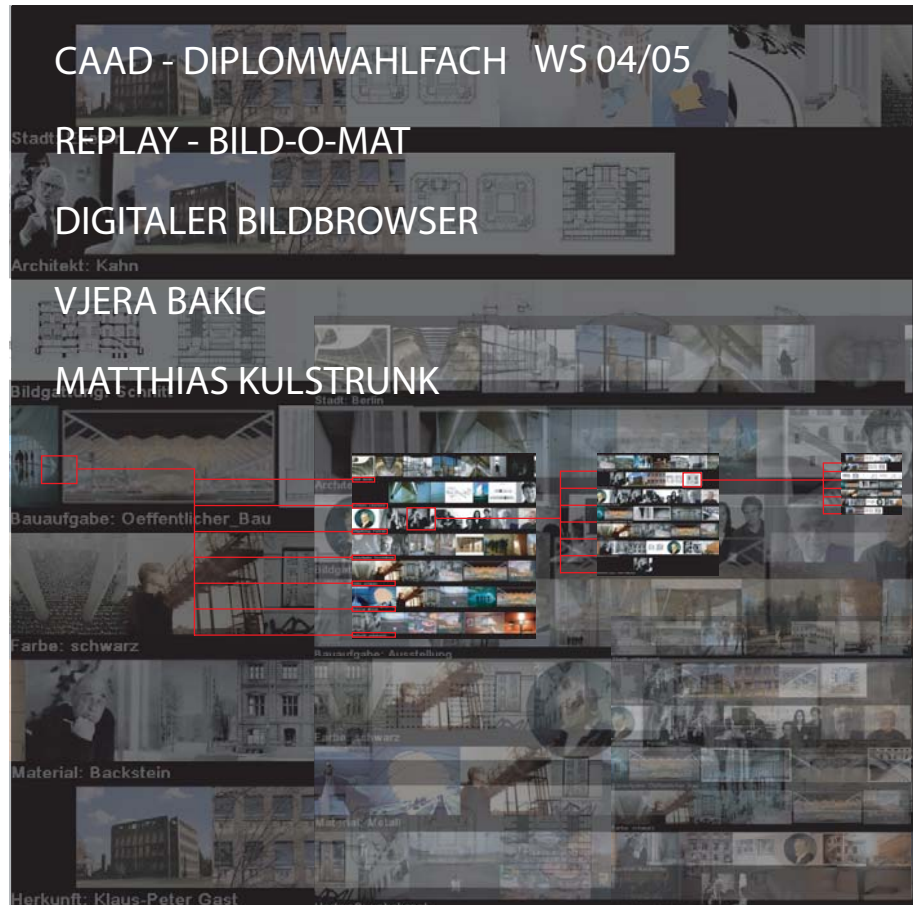 CAAD - DIPLOMWAHLFACH WS 04/05
Stadt:
REPLAY - BILD-O-MAT
DIGITALER BILDBROWSER
Architekt: Kahn
VJERA BAKIC
MATTHIAS KULSTRUNK
Bildgattung: Schnitt
Stadt: Berlin
Bauaufgabe: Oeffentlicher_Bau
Farbe: schwarz
Bauaufgabe: Ausstellung
Farbe: schwarz
Material: Backstein
Material: Metall
Herkunft: Klaus-Peter Gast